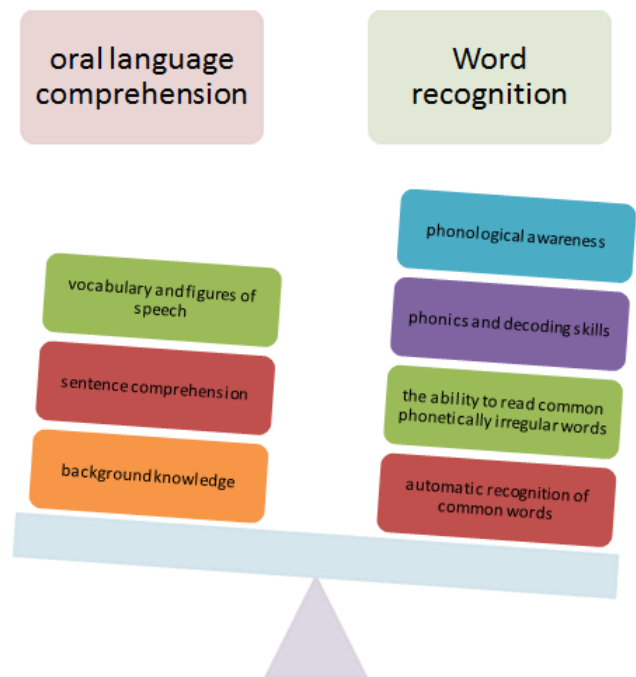 oral language
comprehension
Word
recognition
vocabulary and figures of
speech
sentence comprehension
background knowledge
phonological awareness
phonics and decoding skills
the ability to read common
phonetically irregular words
automatic recognition of
common words